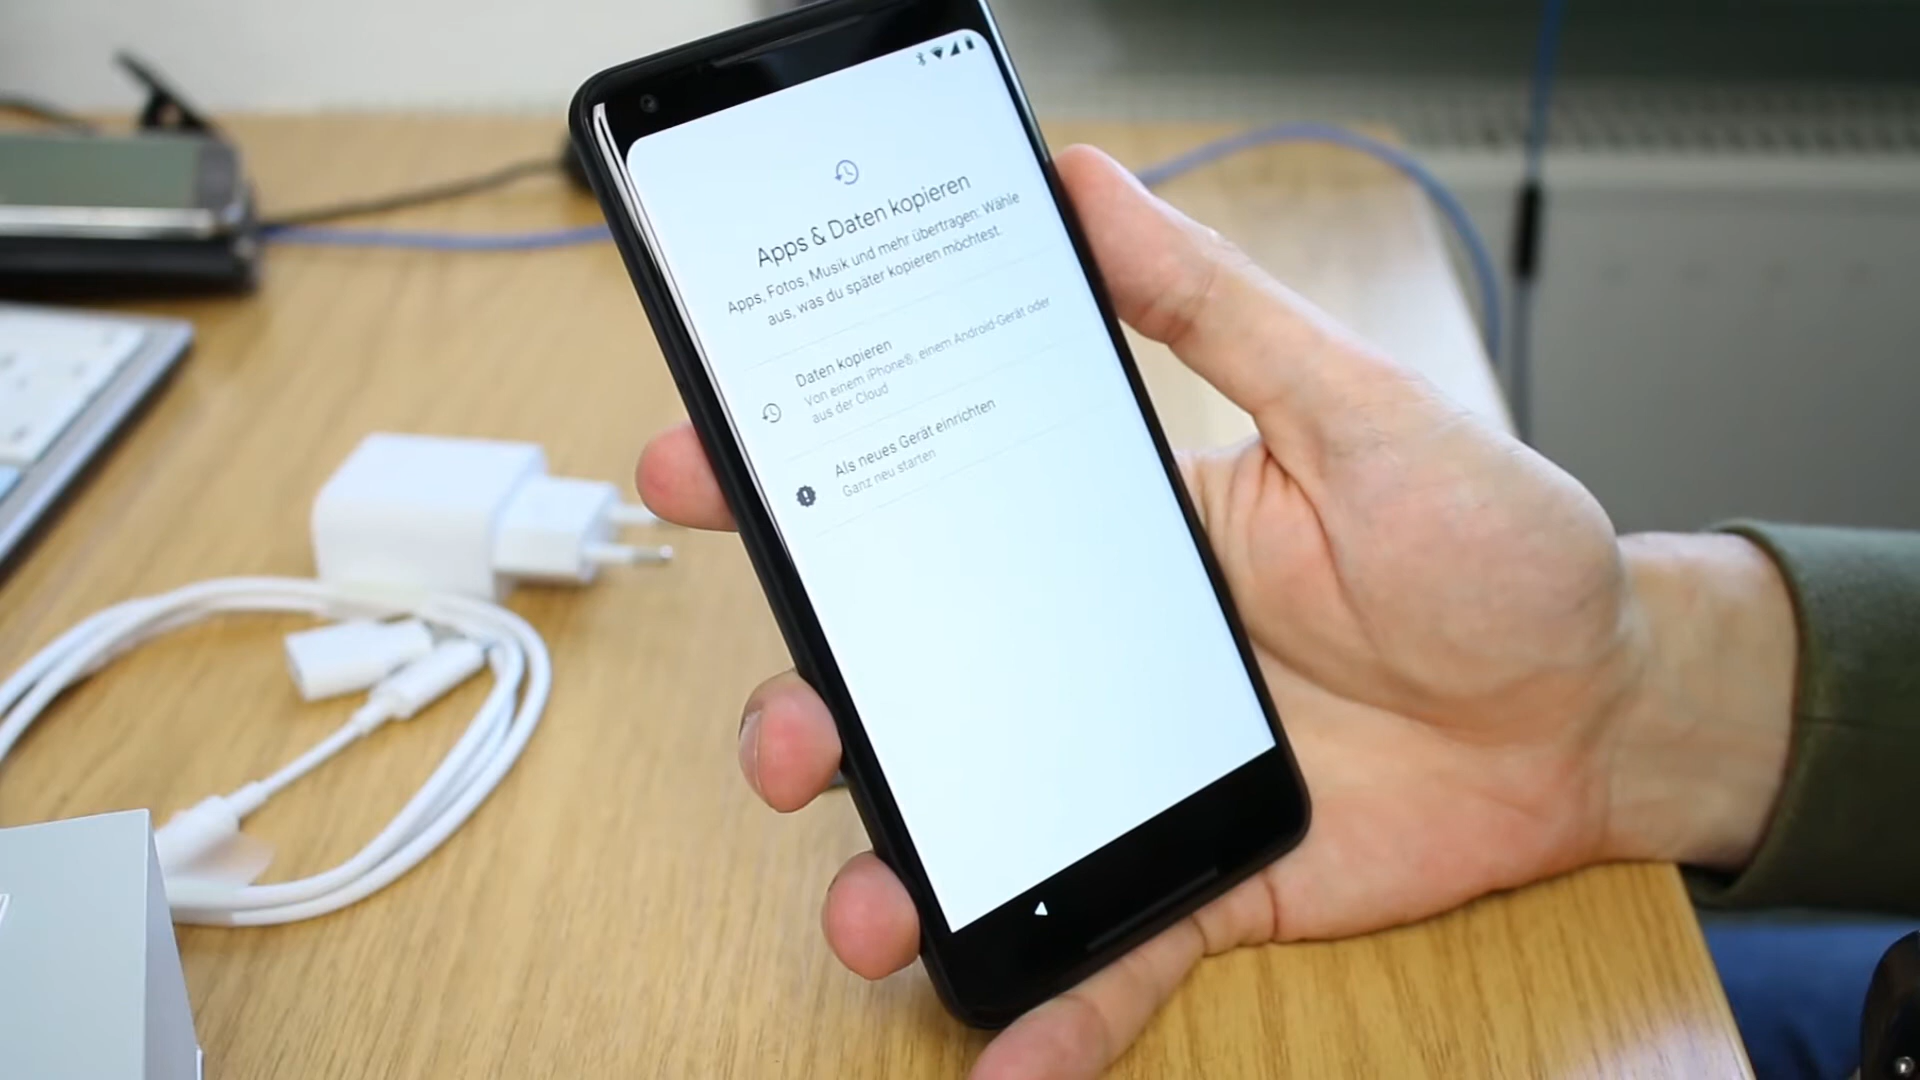 Apps & Daten kopieren
Apps, Fotos, Musik und mehr übertragen: Wähle
aus, was du später kopieren möchtest.
Daten kopieren
Von einem iPhone®, einem Android-Gerät oder
aus der Cloud
Als neues Gerät einrichten
Ganz neu starten